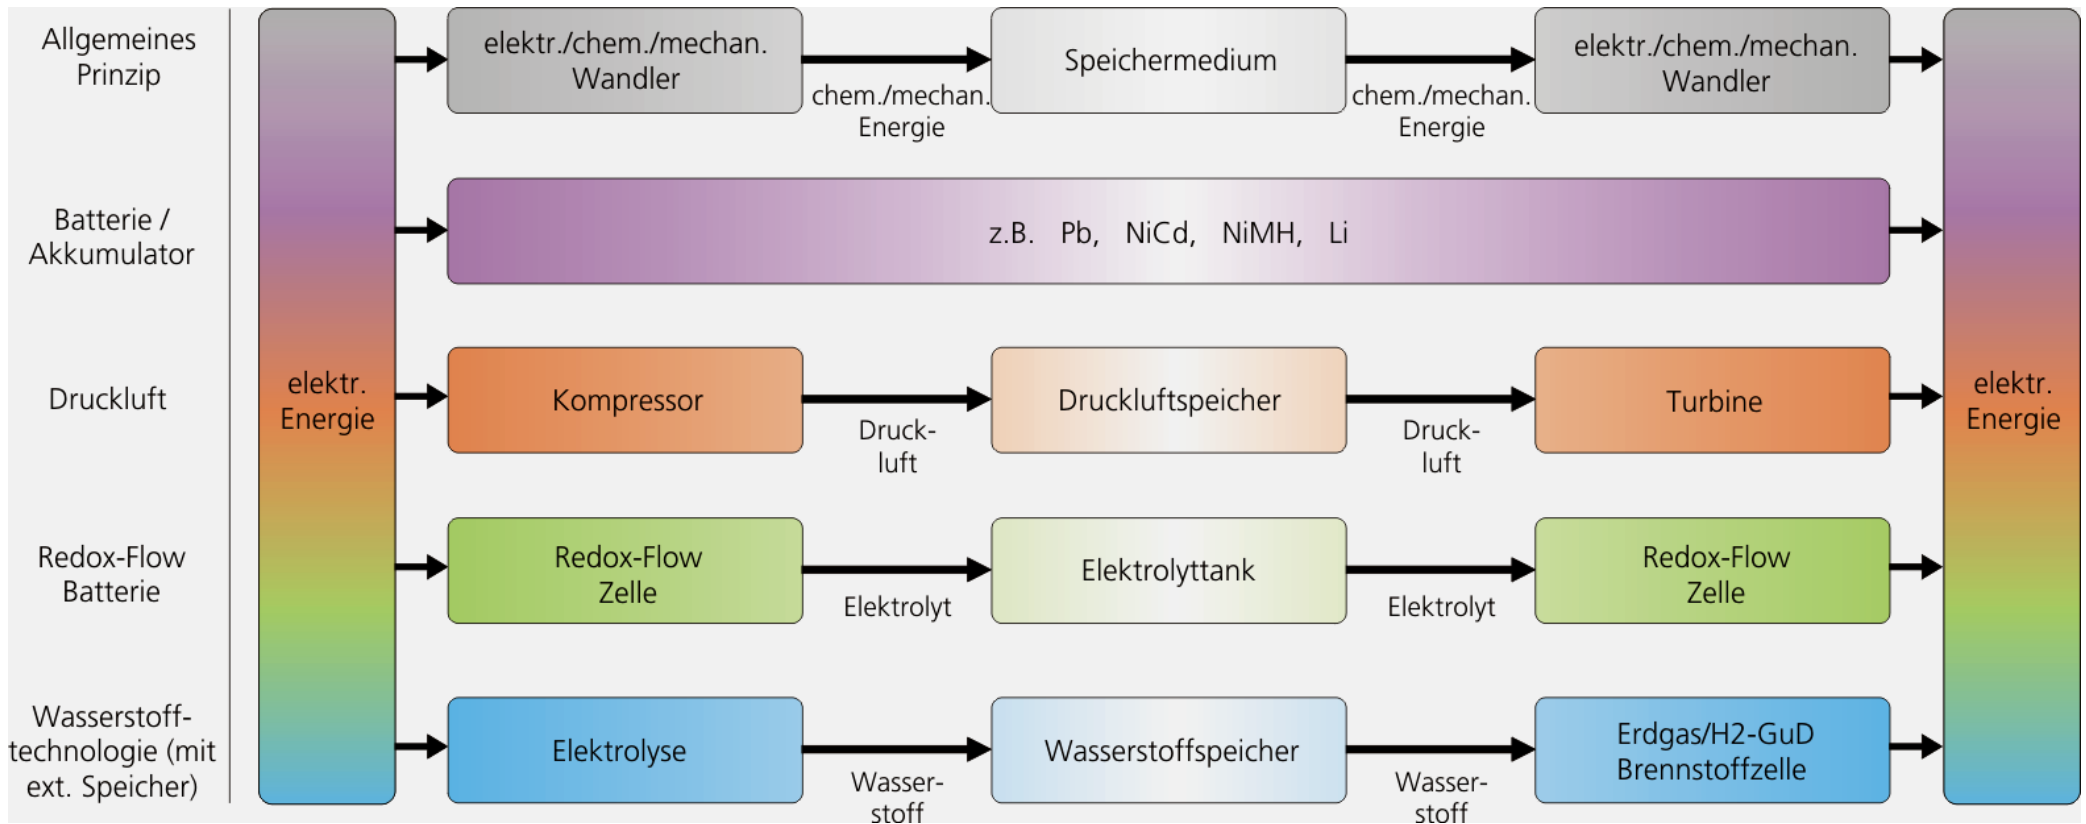 Allgemeines
Prinzip
elektr./chem./mechan.
Wandler
chem./mechan.
Energie
Speichermedium
chem./mechan.
Energie
elektr./chem./mechan.
Wandler
Batterie /
Akkumulator
z.B. Pb, NiCd, NiMH, Li
elektr.
Energie
Druckluft
Kompressor
Druck-
luft
Druckluftspeicher
Druck-
luft
Turbine
elektr.
Energie
Redox-Flow
Batterie
Redox-Flow
Zelle
Elektrolyt
Elektrolyttank
Elektrolyt
Redox-Flow
Zelle
Wasserstoff-
technologie (mit
ext. Speicher)
Elektrolyse
Wasser-
stoff
Wasserstoffspeicher
Wasser-
stoff
Erdgas/H2-GuD
Brennstoffzelle